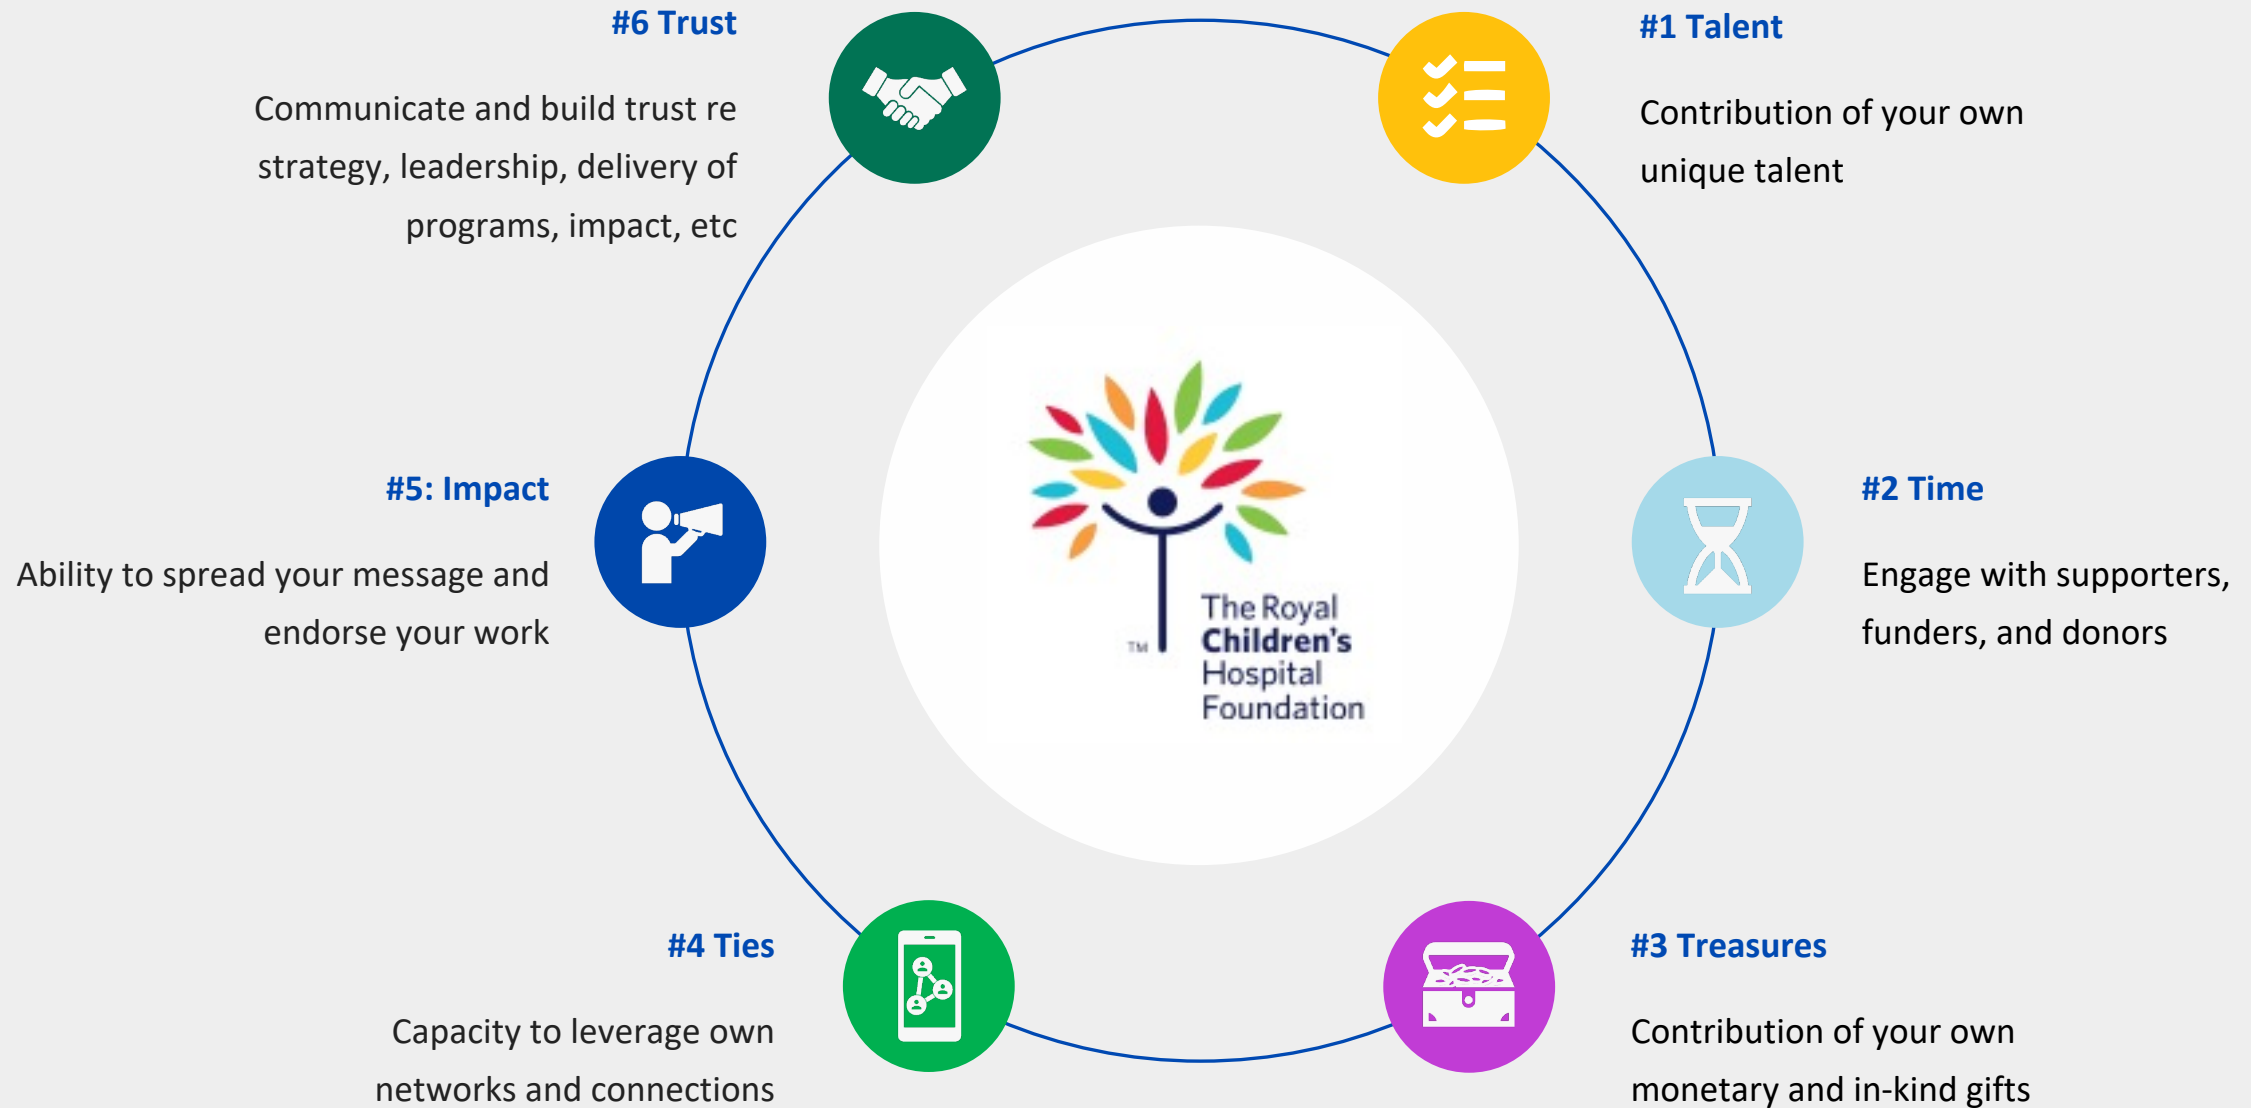 #1 Talent
Contribution of your own
unique talent
#2 Time
Engage with supporters,
funders, and donors
#3 Treasures
Contribution of your own
monetary and in-kind gifts
#4 Ties
Capacity to leverage own
networks and connections
#5: Impact
Ability to spread your message and
endorse your work
#6 Trust
Communicate and build trust re
strategy, leadership, delivery of
programs, impact, etc
The Royal
TM Children's
Hospital
Foundation